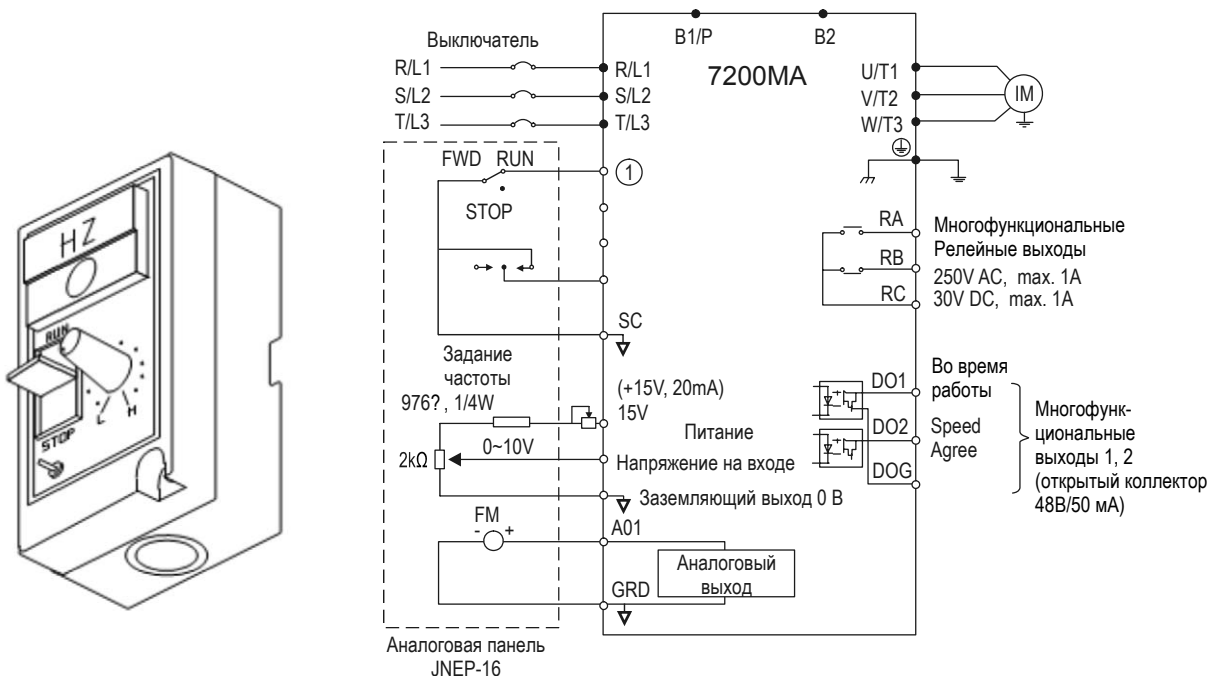 HZ
RUN
L
H
STOP
Выключатель
B1/P
B2
R/L1
S/L2
T/L3
R/L1
S/L2
T/L3
7200MA
U/T1
V/T2
W/T3
IM
FWD RUN
STOP
1
SC
RA
RB
RC
Многофункциональные
Релейные выходы
250V AC, max. 1A
30V DC, max. 1A
Задание
частоты
976? , 1/4W
2kΩ
0~10V
(+15V, 20mA)
15V
Питание
Напряжение на входе
Заземляющий выход 0 В
DO1
DO2
DOG
Во время
работы
Speed
Agree
Многофунк-
циональные
выходы 1, 2
(открытый коллектор
48В/50 мА)
FM
- +
A01
GRD
Аналоговый
выход
Аналоговая панель
JNEP-16